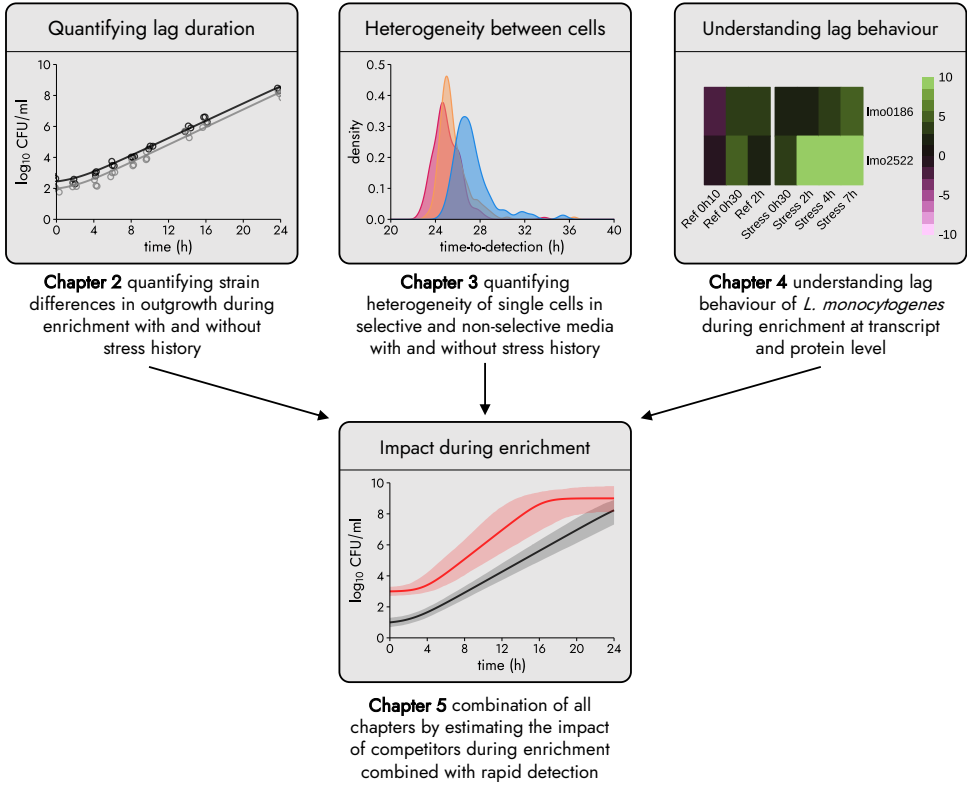 Quantifying lag duration
10
8
6
4
2
0
log₁₀ CFU/ml
0 4 8 12 16 20 24
time (h)
Chapter 2 quantifying strain
differences in outgrowth during
enrichment with and without
stress history
Heterogeneity between cells
0.5
0.4
0.3
0.2
0.1
0.0
density
20 24 28 32 36 40
time-to-detection (h)
Chapter 3 quantifying
heterogeneity of single cells in
selective and non-selective media
with and without stress history
Understanding lag behaviour
lmo0186
lmo2522
Ref 0h10
Ref 0h30
Ref 2h
Stress 0h30
Stress 2h
Stress 4h
Stress 7h
10
5
0
-5
-10
Chapter 4 understanding lag
behaviour of L. monocytogenes
during enrichment at transcript
and protein level
Impact during enrichment
10
8
6
4
2
0
log₁₀ CFU/ml
0 4 8 12 16 20 24
time (h)
Chapter 5 combination of all
chapters by estimating the impact
of competitors during enrichment
combined with rapid detection